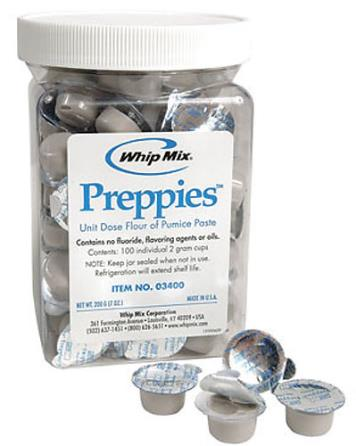 Whip Mix®
Preppies™
Unit Dose Flour of Pumice Paste
Contains no fluoride, flavoring agents or oils.
Contents: 100 individual 2 gram cups
NOTE: Keep jar sealed when not in use.
Refrigeration will extend shelf life.
ITEM NO. 03400
NET WT. 200 G (7 OZ.) MADE IN U.S.A.
Whip Mix Corporation
361 Farmington Avenue • Louisville, KY 40209 • USA
(502) 637-1451 • (800) 626-5651 • www.whipmix.com